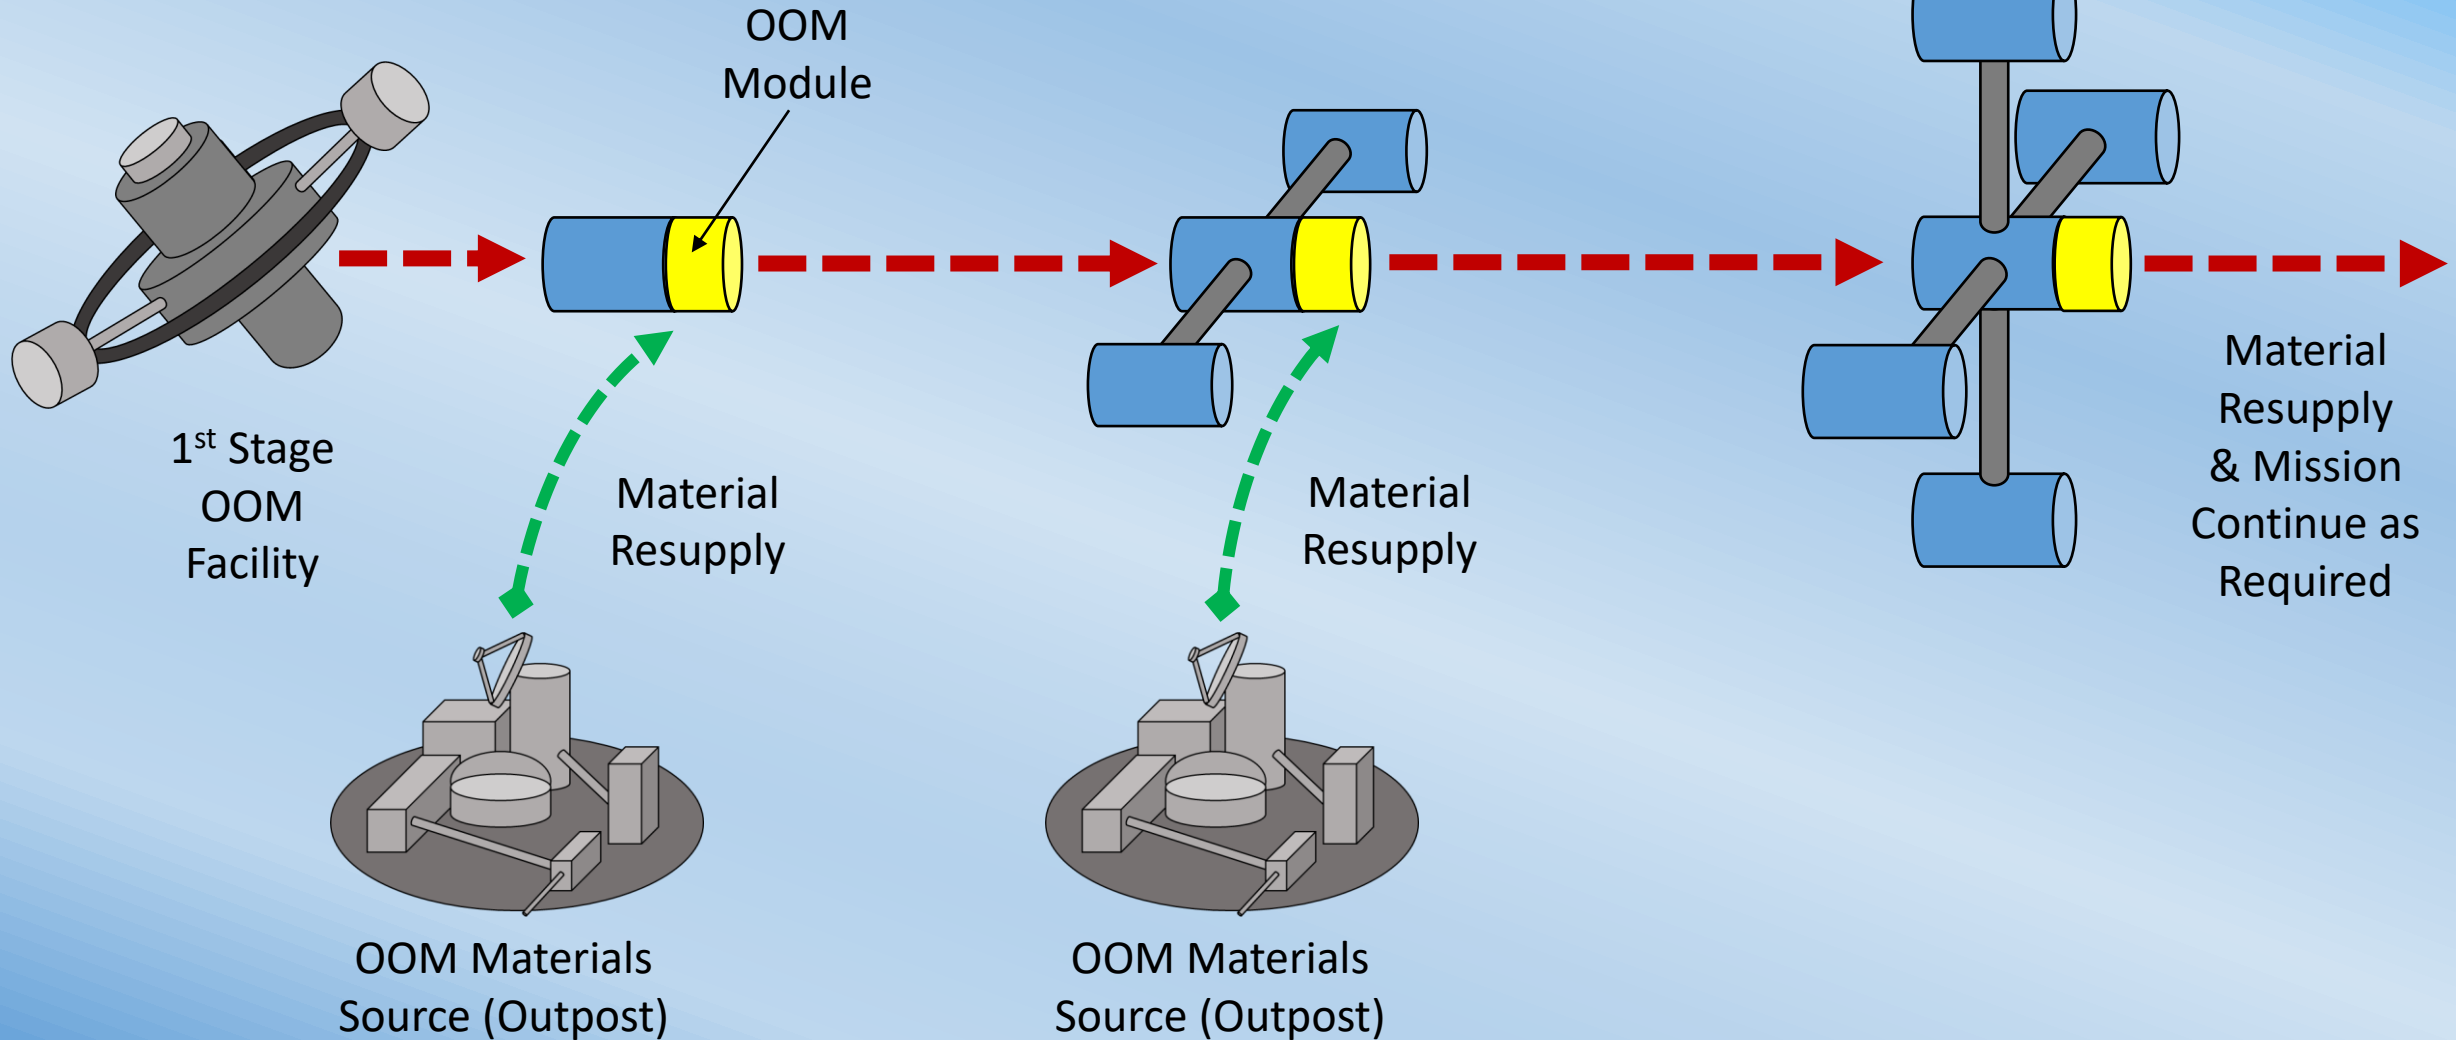 OOM
Module
1st Stage
OOM
Facility
Material
Resupply
Material
Resupply
Material
Resupply
& Mission
Continue as
Required
OOM Materials
Source (Outpost)
OOM Materials
Source (Outpost)